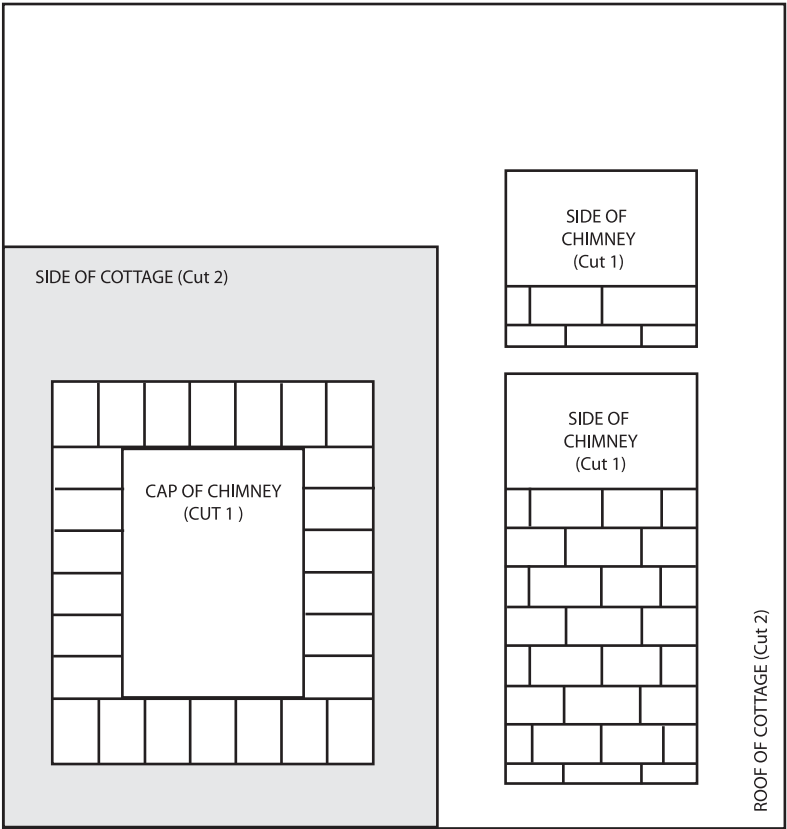 SIDE OF
CHIMNEY
(Cut 1)
SIDE OF COTTAGE (Cut 2)
SIDE OF
CHIMNEY
(Cut 1)
CAP OF CHIMNEY
(CUT 1 )
ROOF OF COTTAGE (Cut 2)